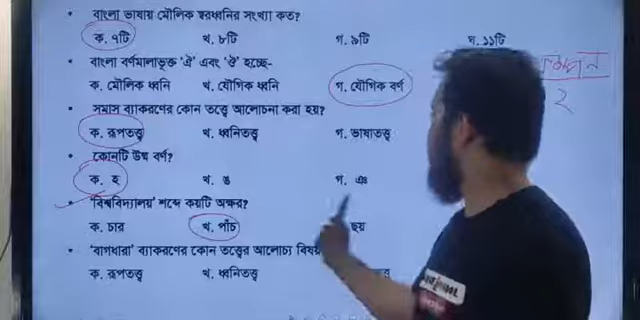 • বাংলা ভাষায় মৌলিক স্বরধ্বনির সংখ্যা কত?
ক. ৭টি খ. ৮টি গ. ৯টি ঘ. ১১টি
• বাংলা বর্ণমালাভুক্ত 'ঐ' এবং 'ঔ' হচ্ছে-
ক. মৌলিক ধ্বনি খ. যৌগিক ধ্বনি গ. যৌগিক বর্ণ
সমাস ব্যাকরণের কোন তত্ত্বে আলোচনা করা হয়?
ক. রূপতত্ত্ব খ. ধ্বনিতত্ত্ব গ. ভাষাতত্ত্ব
• কোনটি উষ্ম বর্ণ?
ক. হ খ. ঙ গ. ঞ
• 'বিশ্ববিদ্যালয়' শব্দে কয়টি অক্ষর?
ক. চার খ. পাঁচ ছয়
• 'বাগধারা' ব্যাকরণের কোন তত্ত্বের আলোচ্য বিষয়
ক. রূপতত্ত্ব খ. ধ্বনিতত্ত্ব
২